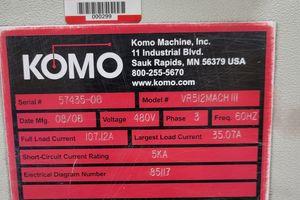 000299
KOMO
Komo Machine, Inc.
11 Industrial Blvd.
Sauk Rapids, MN 56379 USA
800-255-5670
www.komo.com
Serial # 57435-08 Model # VR512MACH III
Date Mfg. 08/08 Voltage 480V Phase 3 Freq. 60HZ
Full Load Current 107.12A Largest Load Current 35.07A
Short-Circuit Current Rating
5KA
Electrical Diagram Number
85117